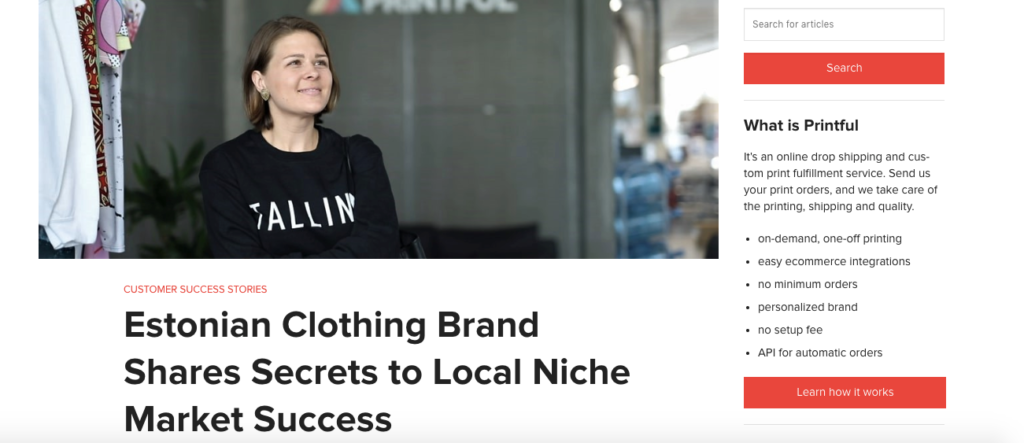 PRINTFUL
TALLIN
CUSTOMER SUCCESS STORIES
Estonian Clothing Brand
Shares Secrets to Local Niche
Market Success
Search for articles
Search
What is Printful
It's an online drop shipping and cus-
tom print fulfillment service. Send us
your print orders, and we take care of
the printing, shipping and quality.
• on-demand, one-off printing
• easy ecommerce integrations
• no minimum orders
• personalized brand
• no setup fee
• API for automatic orders
Learn how it works